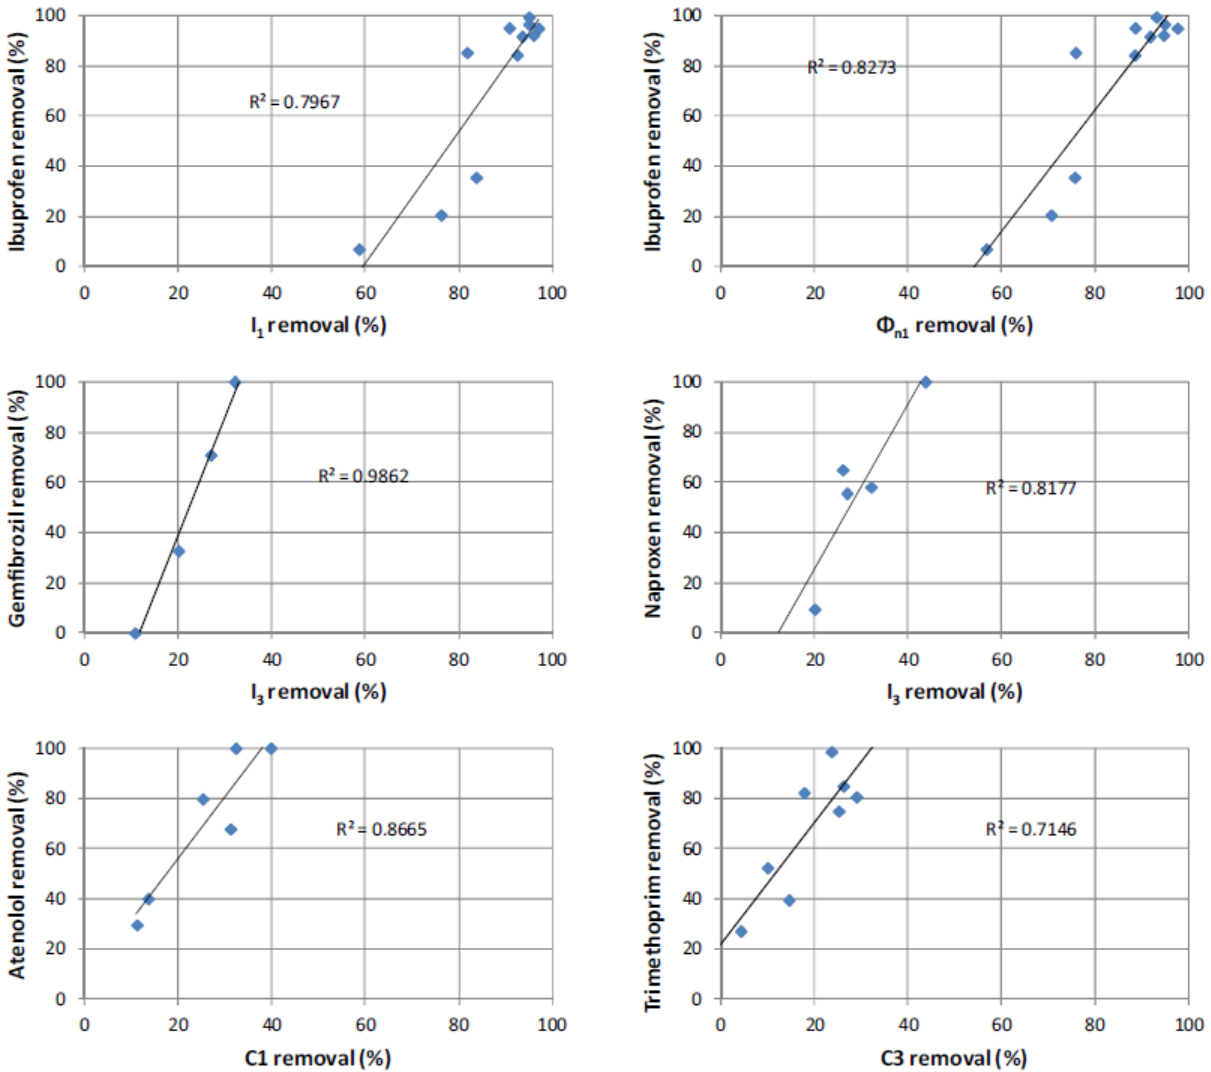 Ibuprofen removal (%)
100
80
60
40
20
0
R² = 0.7967
0 20 40 60 80 100
I₁ removal (%)
Ibuprofen removal (%)
100
80
60
40
20
0
R² = 0.8273
0 20 40 60 80 100
Φₙ₁ removal (%)
Gemfibrozil removal (%)
100
80
60
40
20
0
R² = 0.9862
0 20 40 60 80 100
I₃ removal (%)
Naproxen removal (%)
100
80
60
40
20
0
R² = 0.8177
0 20 40 60 80 100
I₃ removal (%)
Atenolol removal (%)
100
80
60
40
20
0
R² = 0.8665
0 20 40 60 80 100
C1 removal (%)
Trimethoprim removal (%)
100
80
60
40
20
0
R² = 0.7146
0 20 40 60 80 100
C3 removal (%)